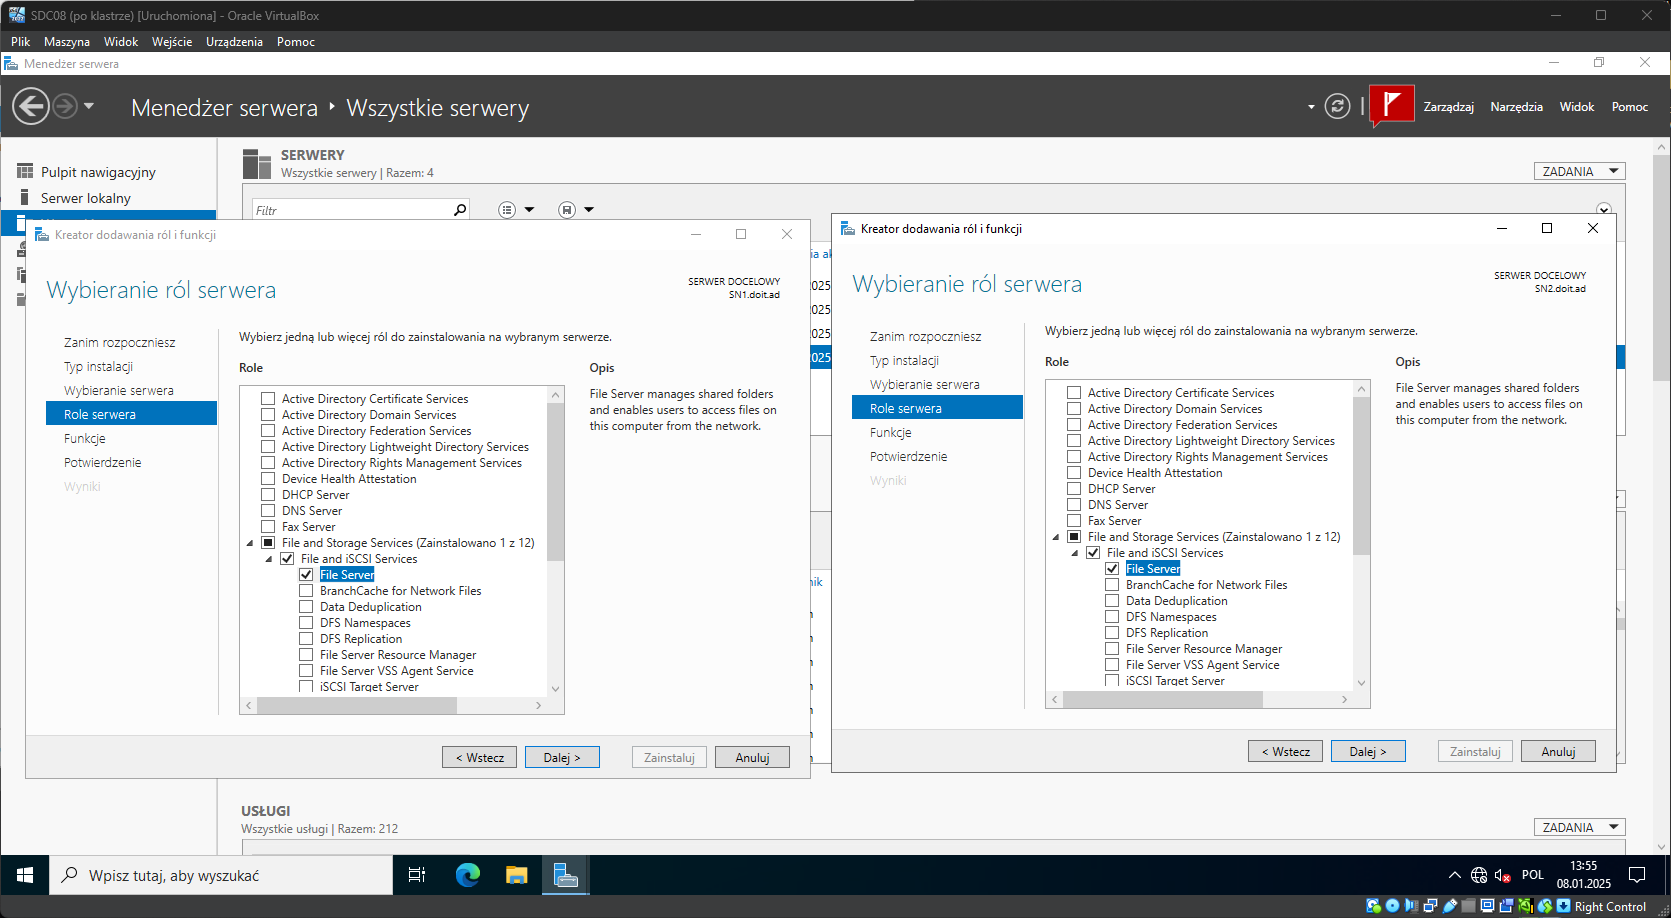 SDC08 (po klastrze) [Uruchomiona] - Oracle VirtualBox
Plik Maszyna Widok Wejście Urządzenia Pomoc
Menedżer serwera
Menedżer serwera Wszystkie serwery
Zarządzaj Narzędzia Widok Pomoc
Pulpit nawigacyjny
Serwer lokalny
SERWERY
Wszystkie serwery | Razem: 4
ZADANIA
Filtr
Kreator dodawania ról i funkcji
Wybieranie ról serwera
SERWER DOCELOWY
SN1.doit.ad
Zanim rozpoczniesz
Typ instalacji
Wybieranie serwera
Role serwera
Funkcje
Potwierdzenie
Wyniki
Wybierz jedną lub więcej ról do zainstalowania na wybranym serwerze.
Role
Active Directory Certificate Services
Active Directory Domain Services
Active Directory Federation Services
Active Directory Lightweight Directory Services
Active Directory Rights Management Services
Device Health Attestation
DHCP Server
DNS Server
Fax Server
File and Storage Services (Zainstalowano 1 z 12)
File and iSCSI Services
File Server
BranchCache for Network Files
Data Deduplication
DFS Namespaces
DFS Replication
File Server Resource Manager
File Server VSS Agent Service
iSCSI Target Server
Opis
File Server manages shared folders
and enables users to access files on
this computer from the network.
< Wstecz Dalej > Zainstaluj Anuluj
2025
2025
2025
2025
Kreator dodawania ról i funkcji
Wybieranie ról serwera
SERWER DOCELOWY
SN2.doit.ad
Zanim rozpoczniesz
Typ instalacji
Wybieranie serwera
Role serwera
Funkcje
Potwierdzenie
Wyniki
Wybierz jedną lub więcej ról do zainstalowania na wybranym serwerze.
Role
Active Directory Certificate Services
Active Directory Domain Services
Active Directory Federation Services
Active Directory Lightweight Directory Services
Active Directory Rights Management Services
Device Health Attestation
DHCP Server
DNS Server
Fax Server
File and Storage Services (Zainstalowano 1 z 12)
File and iSCSI Services
File Server
BranchCache for Network Files
Data Deduplication
DFS Namespaces
DFS Replication
File Server Resource Manager
File Server VSS Agent Service
iSCSI Target Server
Opis
File Server manages shared folders
and enables users to access files on
this computer from the network.
< Wstecz Dalej > Zainstaluj Anuluj
USŁUGI
Wszystkie usługi | Razem: 212
ZADANIA
Wpisz tutaj, aby wyszukać
POL
13:55
08.01.2025
Right Control